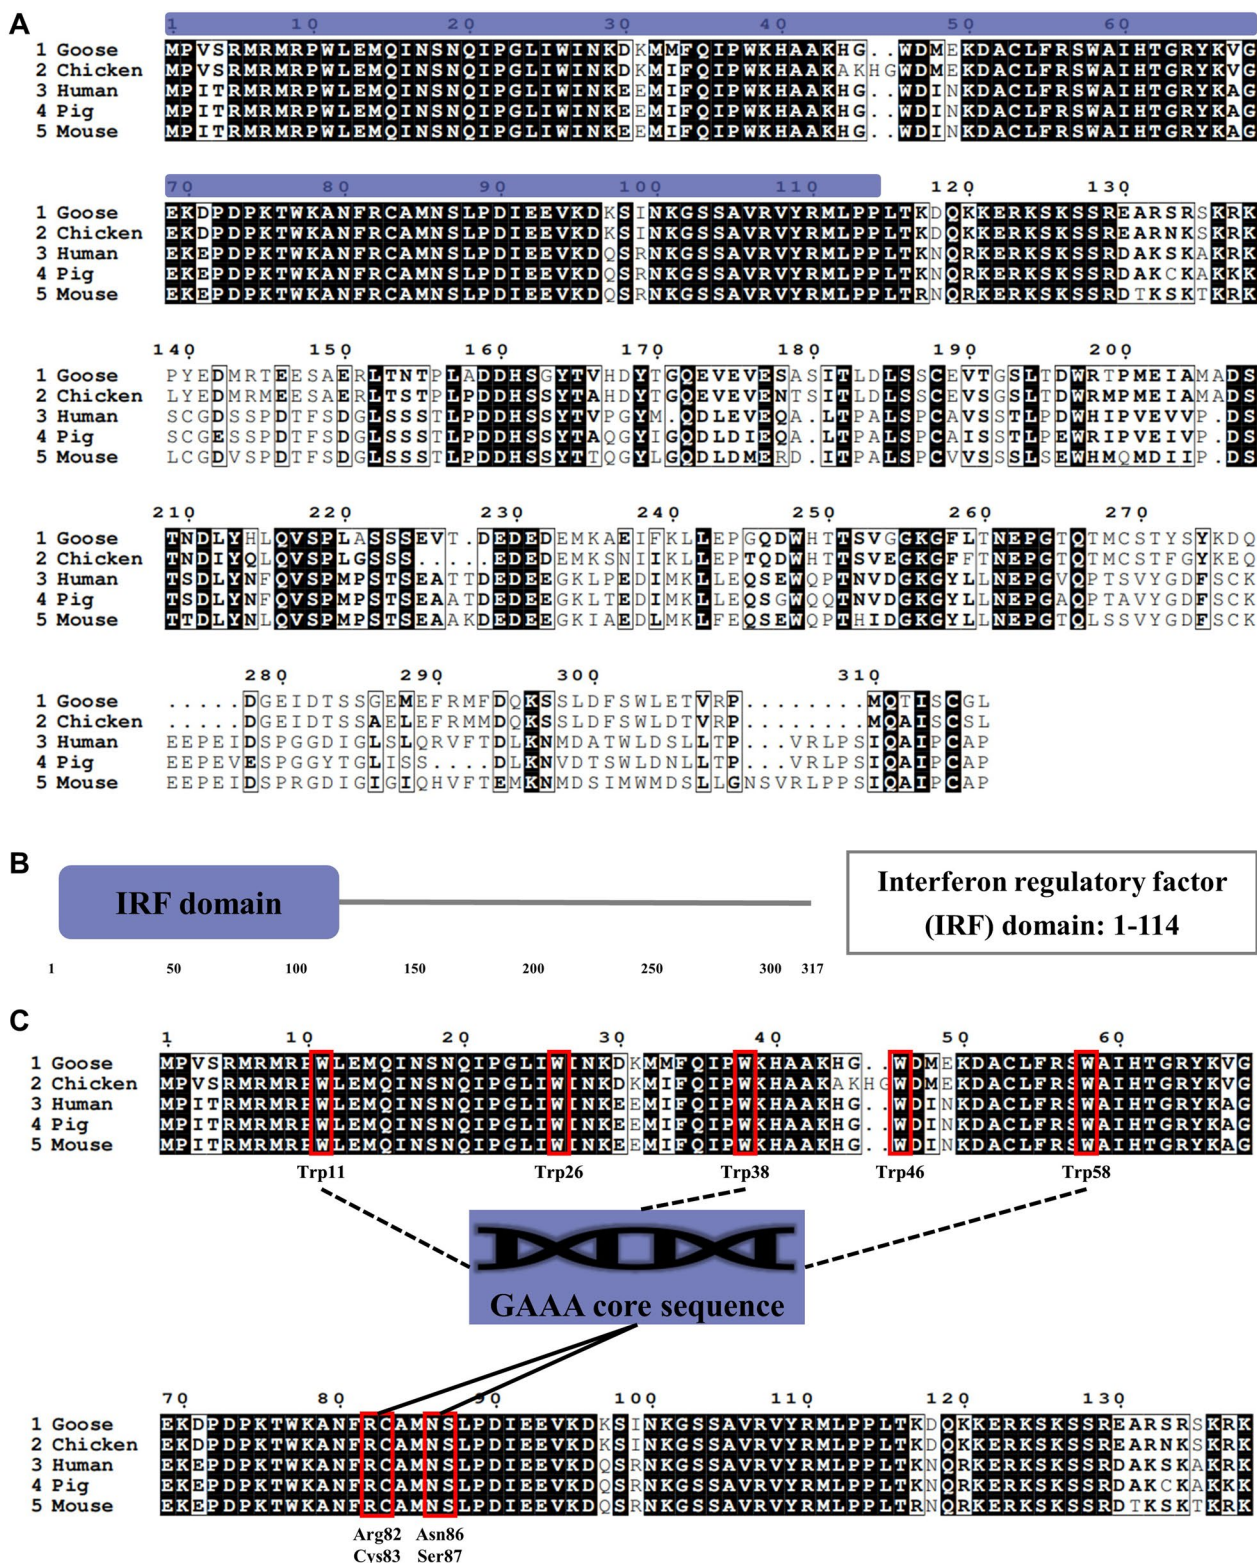 A
1 10 20 30 40 50 60
1 Goose MPVSRMRMRPWLEMQINSNQIPGLIWINKDKMMFQIPWKHAAKHG..WDMEKDACLFRSWAIHTGRYKVG
2 Chicken MPVSRMRMRPWLEMQINSNQIPGLIWINKDKMIFQIPWKHAAKAKHGWDMEKDACLFRSWAIHTGRYKVG
3 Human MPITRMRMRPWLEMQINSNQIPGLIWINKEEMIFQIPWKHAAKHG..WDINKDACLFRSWAIHTGRYKAG
4 Pig MPITRMRMRPWLEMQINSNQIPGLIWINKEEMIFQIPWKHAAKHG..WDINKDACLFRSWAIHTGRYKAG
5 Mouse MPITRMRMRPWLEMQINSNQIPGLIWINKEEMIFQIPWKHAAKHG..WDINKDACLFRSWAIHTGRYKAG
70 80 90 100 110 120 130
1 Goose EKDPDPKTWKANFRCAMNSLPDIEEVKDKSINKGSSAVRVYRMLPPLTKDQKKERKSKSSREARSRSKRK
2 Chicken EKDPDPKTWKANFRCAMNSLPDIEEVKDKSINKGSSAVRVYRMLPPLTKDQKKERKSKSSREARNKSKRK
3 Human EKEPDPKTWKANFRCAMNSLPDIEEVKDQSRNKGSSAVRVYRMLPPLTKNQRKERKSKSSRDAKSKAKRK
4 Pig EKEPDPKTWKANFRCAMNSLPDIEEVKDQSRNKGSSAVRVYRMLPPLTKNQRKERKSKSSRDAKCKAKKK
5 Mouse EKEPDPKTWKANFRCAMNSLPDIEEVKDQSRNKGSSAVRVYRMLPPLTRNQRKERKSKSSRDTKSKTKRK
140 150 160 170 180 190 200
1 Goose PYEDMRTEESAERLTNTPLADDHSGYTVHDYTGQEVEVESASITLDLSSCEVTGSLTDWRTPMEIAMADS
2 Chicken LYEDMRMEESAERLTSTPLPDDHSSYTAHDYTGQEVEVENTSITLDLSSCEVSGSLTDWRMPMEIAMADS
3 Human SCGDSSPDTFSDGLSSSTLPDDHSSYTVPGYM.QDLEVEQA.LTPALSPCAVSSTLPDWHIPVEVVP.DS
4 Pig SCGESSPDTFSDGLSSSTLPDDHSSYTAQGYIGQDLDIEQA.LTPALSPCAISSTLPEWRIPVEIVP.DS
5 Mouse LCGDVSPDTFSDGLSSSTLPDDHSSYTTQGYLGQDLDMERD.ITPALSPCVVSSSLSEWHMQMDIIP.DS
210 220 230 240 250 260 270
1 Goose TNDLYHLQVSPLASSSEVT.DEDEDEMKAEIFKLLEPGQDWHTTSVGGKGFLTNEPGTQTMCSTYSYKDQ
2 Chicken TNDIYQLQVSPLGSSS....EDEDEMKSNIIKLLEPTQDWHTTSVEGKGFFTNEPGTQTMCSTFGYKEQ
3 Human TSDLYNFQVSPMPSTSEATTDEDEEGKLPEDIMKLLEQSEWQPTNVDGKGYLLNEPGVQPTSVYGDFSCK
4 Pig TSDLYNFQVSPMPSTSEAATDEDEEGKLTEDIMKLLEQSGWQQTNVDGKGYLLNEPGAQPTAVYGDFSCK
5 Mouse TTDLYNLQVSPMPSTSEAAKDEDEEGKIAEDLMKLFEQSEWQPTHIDGKGYLLNEPGTQLSSVYGDFSCK
280 290 300 310
1 Goose .....DGEIDTSSGEMEFRMFDQKSSLDFSWLETVRP........MQTISCGL
2 Chicken .....DGEIDTSSAELEFRMMDQKSSLDFSWLDTVRP........MQAISCSL
3 Human EEPEIDSPGGDIGLSLQRVFTDLKNMDATWLDSLLTP...VRLPSIQAIPCAP
4 Pig EEPEVESPGGYTGLISS....DLKNVDTSWLDNLLTP...VRLPSIQAIPCAP
5 Mouse EEPEIDSPRGDIGIGIQHVFTEMKNMDSIMWMDSLLGNSVRLPPSIQAIPCAP
B
IRF domain
Interferon regulatory factor
(IRF) domain: 1-114
1 50 100 150 200 250 300 317
C
1 10 20 30 40 50 60
1 Goose MPVSRMRMRPWLEMQINSNQIPGLIWINKDKMMFQIPWKHAAKHG..WDMEKDACLFRSWAIHTGRYKVG
2 Chicken MPVSRMRMRPWLEMQINSNQIPGLIWINKDKMIFQIPWKHAAKAKHGWDMEKDACLFRSWAIHTGRYKVG
3 Human MPITRMRMRPWLEMQINSNQIPGLIWINKEEMIFQIPWKHAAKHG..WDINKDACLFRSWAIHTGRYKAG
4 Pig MPITRMRMRPWLEMQINSNQIPGLIWINKEEMIFQIPWKHAAKHG..WDINKDACLFRSWAIHTGRYKAG
5 Mouse MPITRMRMRPWLEMQINSNQIPGLIWINKEEMIFQIPWKHAAKHG..WDINKDACLFRSWAIHTGRYKAG
Trp11 Trp26 Trp38 Trp46 Trp58
GAAA core sequence
70 80 90 100 110 120 130
1 Goose EKDPDPKTWKANFRCAMNSLPDIEEVKDKSINKGSSAVRVYRMLPPLTKDQKKERKSKSSREARSRSKRK
2 Chicken EKDPDPKTWKANFRCAMNSLPDIEEVKDKSINKGSSAVRVYRMLPPLTKDQKKERKSKSSREARNKSKRK
3 Human EKEPDPKTWKANFRCAMNSLPDIEEVKDQSRNKGSSAVRVYRMLPPLTKNQRKERKSKSSRDAKSKAKRK
4 Pig EKEPDPKTWKANFRCAMNSLPDIEEVKDQSRNKGSSAVRVYRMLPPLTKNQRKERKSKSSRDAKCKAKKK
5 Mouse EKEPDPKTWKANFRCAMNSLPDIEEVKDQSRNKGSSAVRVYRMLPPLTRNQRKERKSKSSRDTKSKTKRK
Arg82 Asn86
Cys83 Ser87